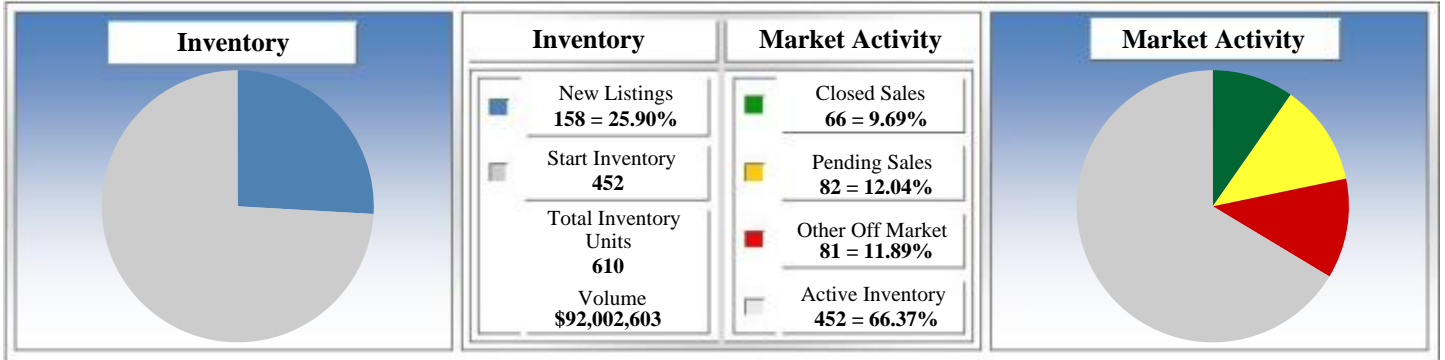 Inventory
Inventory
Market Activity
New Listings
158 = 25.90%
Start Inventory
452
Total Inventory
Units
610
Volume
$92,002,603
Closed Sales
66 = 9.69%
Pending Sales
82 = 12.04%
Other Off Market
81 = 11.89%
Active Inventory
452 = 66.37%
Market Activity